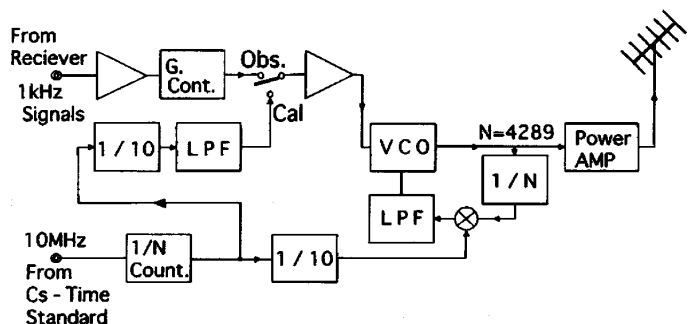 From
Reciever
1kHz
Signals
G.
Cont.
Obs.
Cal
1/10
LPF
VCO
N=4289
Power
AMP
1/N
LPF
10MHz
From
Cs - Time
Standard
1/N
Count.
1/10